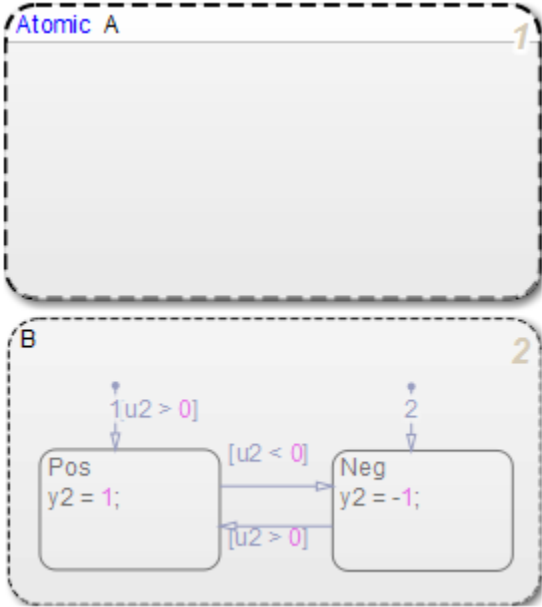 Atomic A
1
B
2
1[u2 > 0]
2
[u2 < 0]
Pos
y2 = 1;
Neg
y2 = -1;
[u2 > 0]